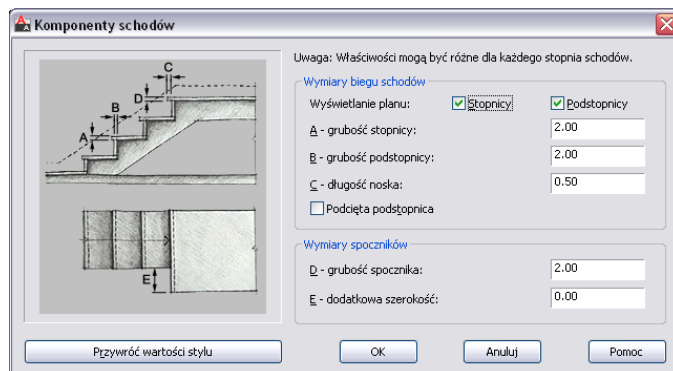 Komponenty schodów
Uwaga: Właściwości mogą być różne dla każdego stopnia schodów.
Wymiary biegu schodów
Wyświetlanie planu: Stopnicy Podstopnicy
A - grubość stopnicy: 2.00
B - grubość podstopnicy: 2.00
C - długość noska: 0.50
Podcięta podstopnica
Wymiary spoczników
D - grubość spocznika: 2.00
E - dodatkowa szerokość: 0.00
C
D
B
A
E
Przywróć wartości stylu OK Anuluj Pomoc